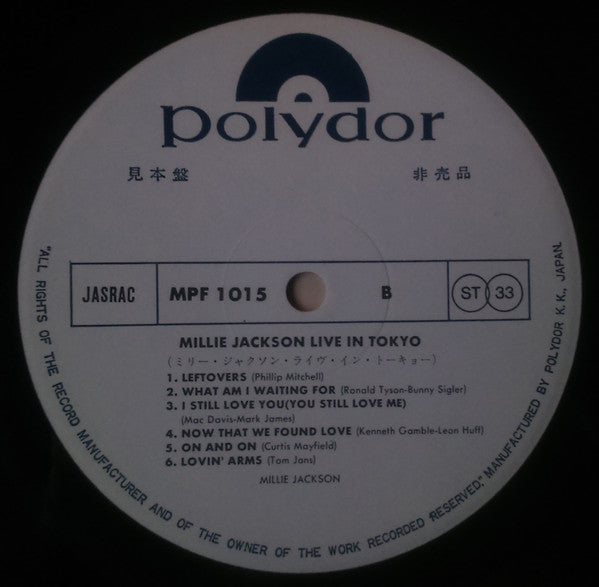 polydor
見本盤 非売品
JASRAC MPF 1015 B ST 33
MILLIE JACKSON LIVE IN TOKYO
(ミリー・ジャクソン・ライヴ・イン・トーキョー)
1. LEFTOVERS (Phillip Mitchell)
2. WHAT AM I WAITING FOR (Ronald Tyson-Bunny Sigler)
3. I STILL LOVE YOU(YOU STILL LOVE ME)
(Mac Davis-Mark James)
4. NOW THAT WE FOUND LOVE (Kenneth Gamble-Leon Huff)
5. ON AND ON (Curtis Mayfield)
6. LOVIN' ARMS (Tom Jans)
MILLIE JACKSON
"ALL RIGHTS OF THE RECORD MANUFACTURER AND OF THE OWNER OF THE WORK RECORDED RESERVED." MANUFACTURED BY POLYDOR K.K., JAPAN.